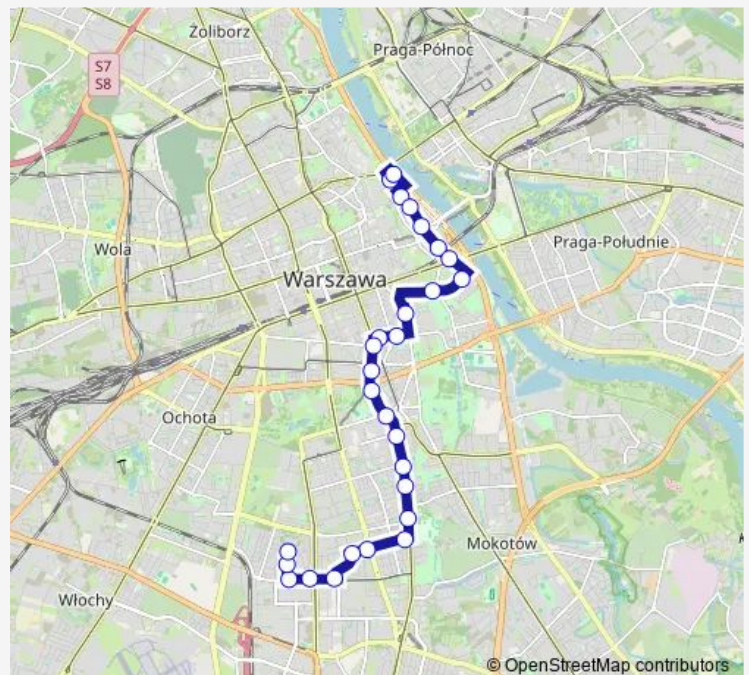 Żoliborz
Praga-Północ
S7
S8
Wola
Praga-Południe
Warszawa
Ochota
Mokotów
Włochy
© OpenStreetMap contributors